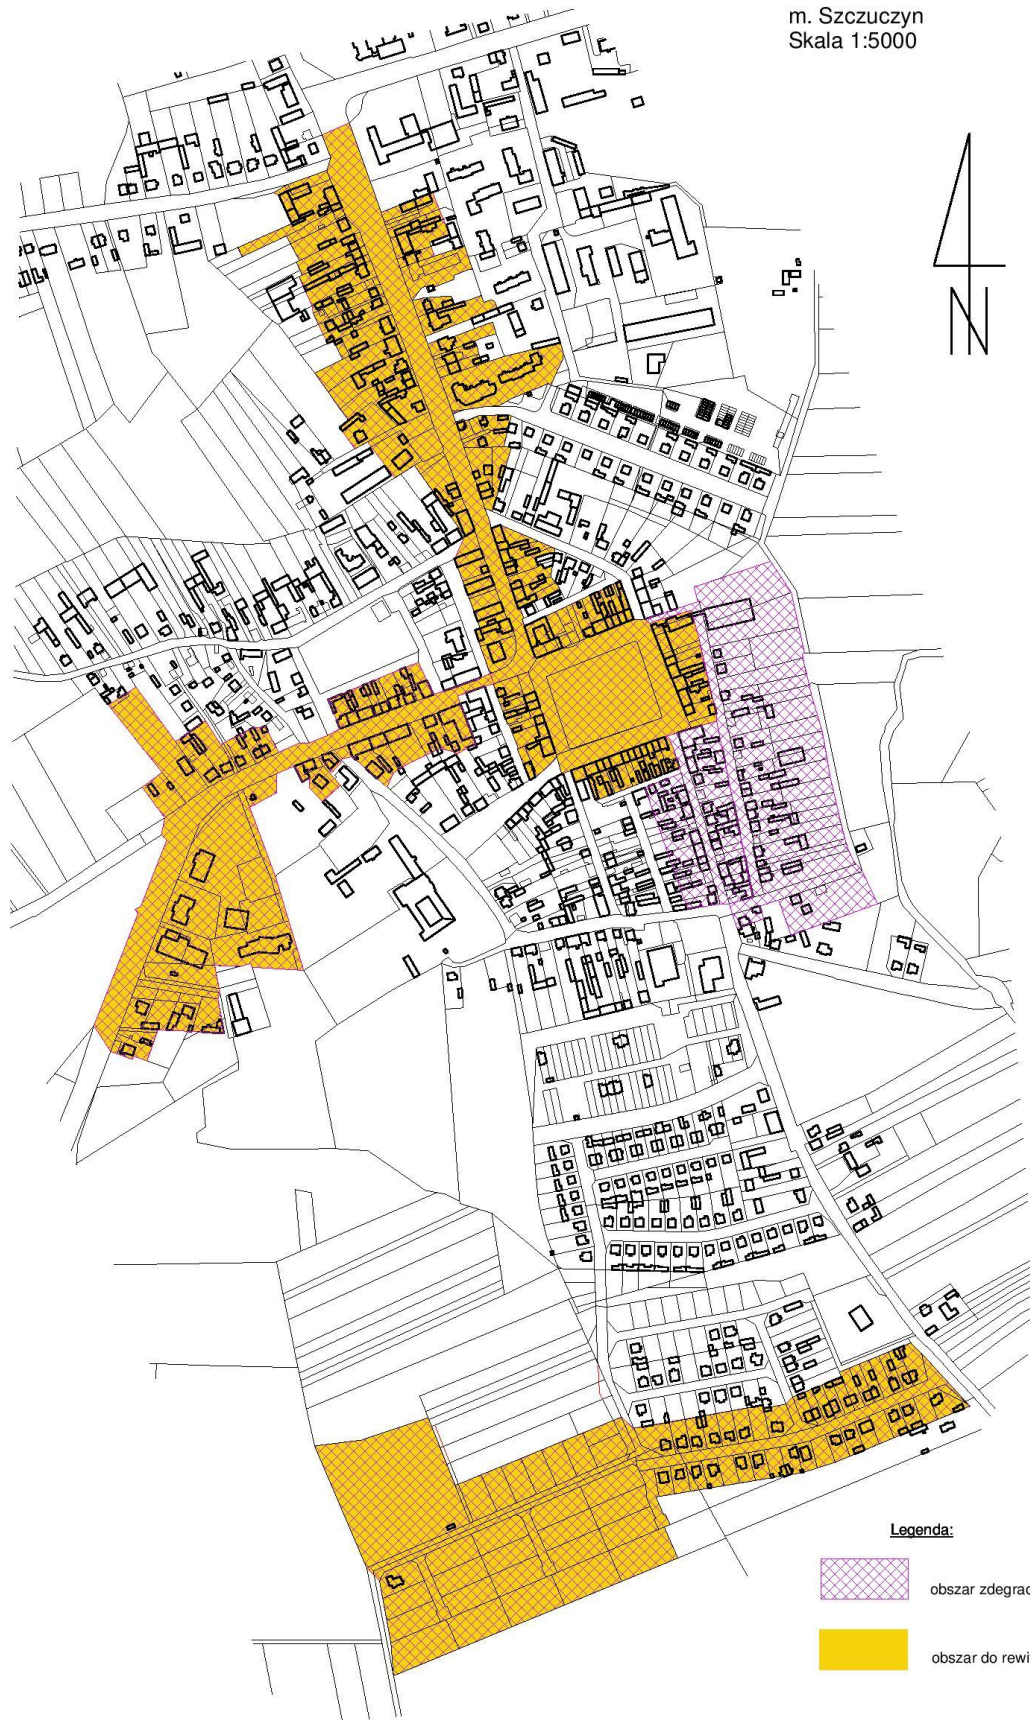 m. Szczuczyn
Skala 1:5000
N
Legenda:
obszar zdegrad
obszar do rewi